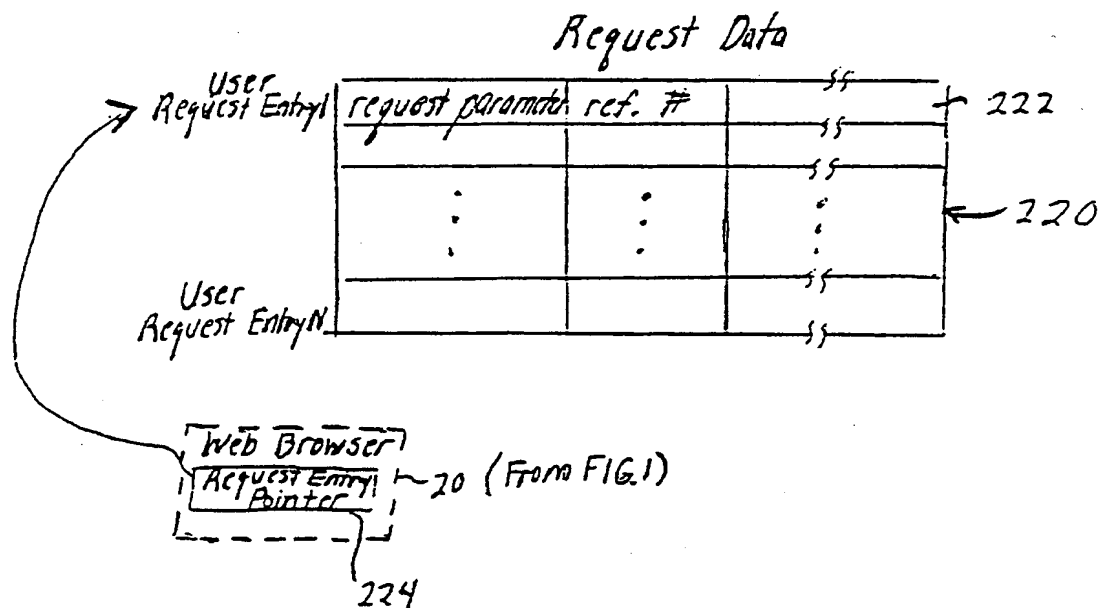 Request Data
User
Request Entry1
request parameter
ref. #
222
220
User
Request EntryN
Web Browser
Request Entry
Pointer
20 (From FIG.1)
224